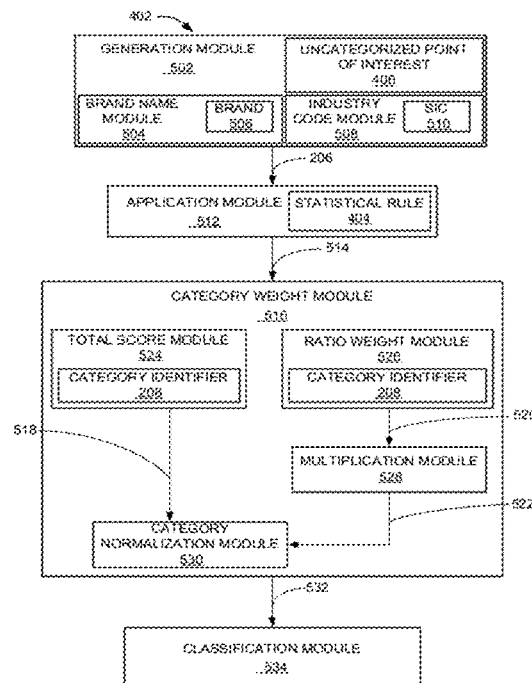 402
GENERATION MODULE
502
UNCATEGORIZED POINT
OF INTEREST
406
BRAND NAME
MODULE
504
BRAND
506
INDUSTRY
CODE MODULE
508
SIC
510
206
APPLICATION MODULE
512
STATISTICAL RULE
404
514
CATEGORY WEIGHT MODULE
516
TOTAL SCORE MODULE
524
CATEGORY IDENTIFIER
208
RATIO WEIGHT MODULE
526
CATEGORY IDENTIFIER
208
518
520
MULTIPLICATION MODULE
528
522
CATEGORY
NORMALIZATION MODULE
530
532
CLASSIFICATION MODULE
534